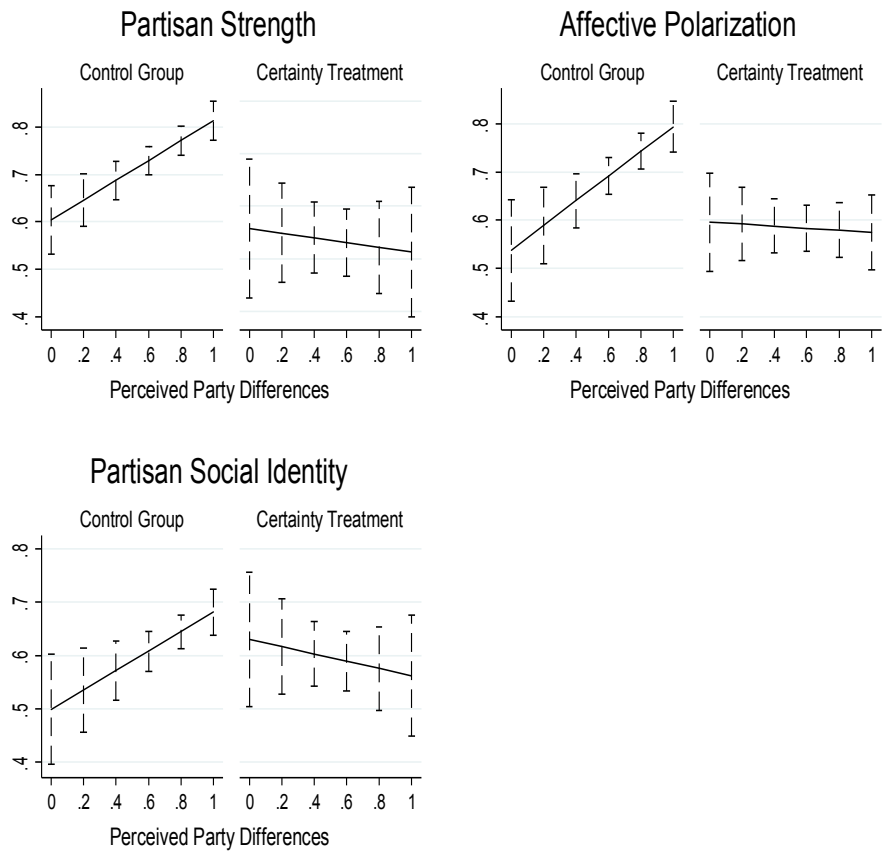 Partisan Strength
Control Group
Certainty Treatment
.8
.7
.6
.5
.4
0 .2 .4 .6 .8 1
0 .2 .4 .6 .8 1
Perceived Party Differences
Affective Polarization
Control Group
Certainty Treatment
.8
.7
.6
.5
.4
0 .2 .4 .6 .8 1
0 .2 .4 .6 .8 1
Perceived Party Differences
Partisan Social Identity
Control Group
Certainty Treatment
.8
.7
.6
.5
.4
0 .2 .4 .6 .8 1
0 .2 .4 .6 .8 1
Perceived Party Differences